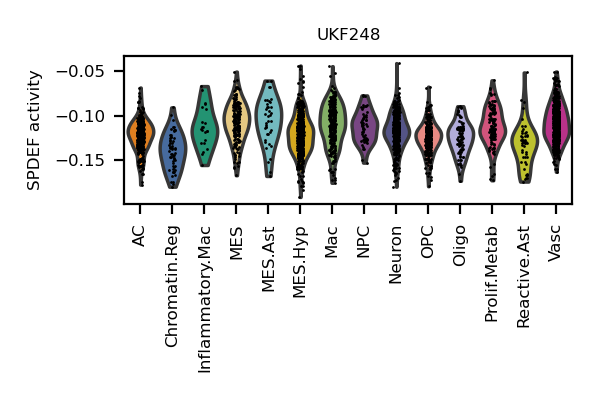 UKF248
SPDEF activity
−0.05
−0.10
−0.15
AC
Chromatin.Reg
Inflammatory.Mac
MES
MES.Ast
MES.Hyp
Mac
NPC
Neuron
OPC
Oligo
Prolif.Metab
Reactive.Ast
Vasc